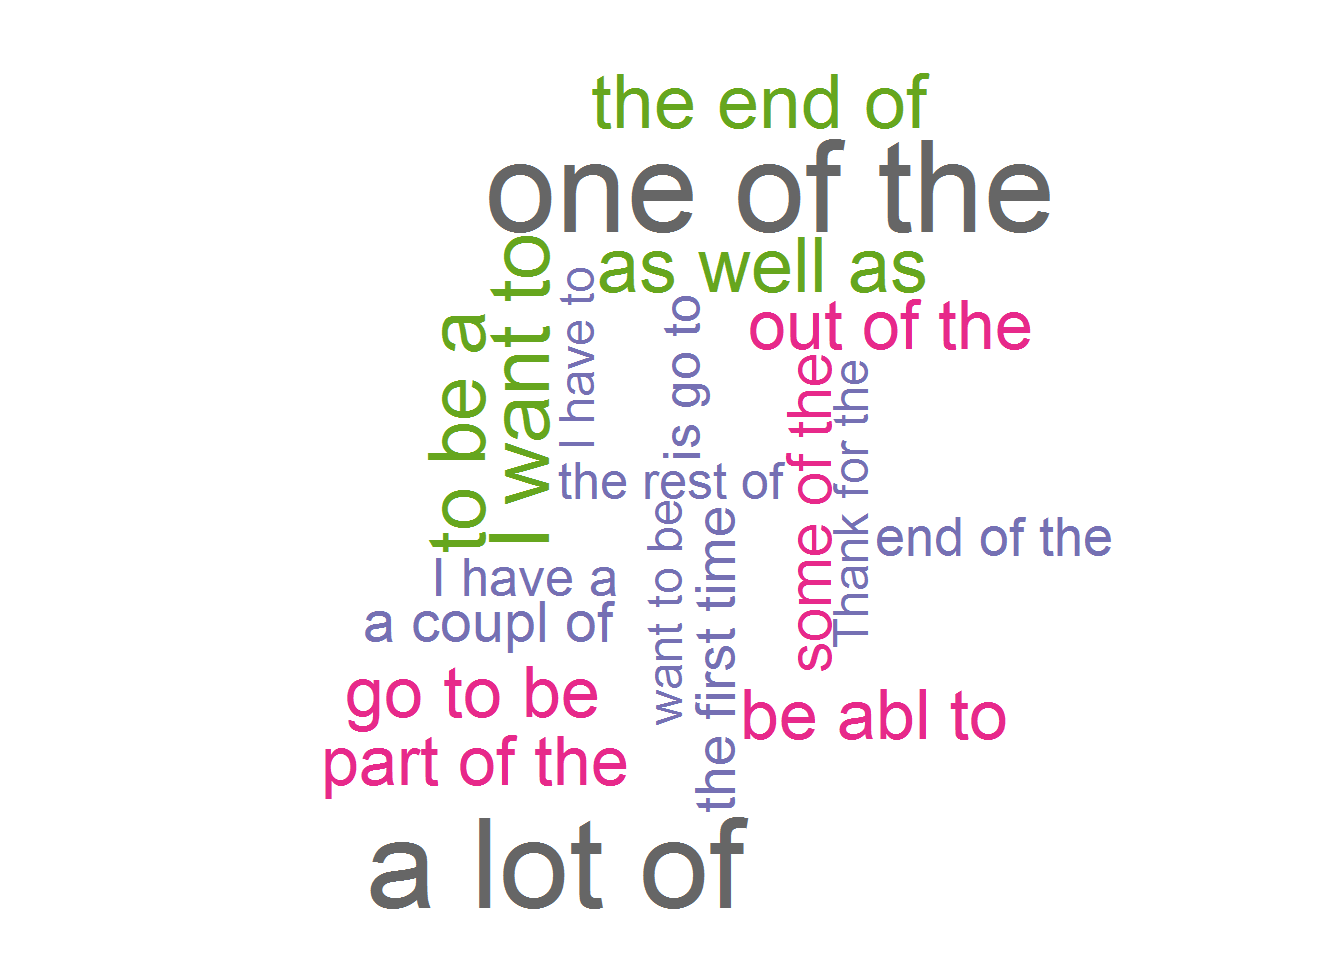 the end of
one of the
as well as
I want to
to be a
I have to
is go to
out of the
some of the
Thank for the
the rest of
want to be
the first time
end of the
I have a
a coupl of
go to be
be abl to
part of the
a lot of